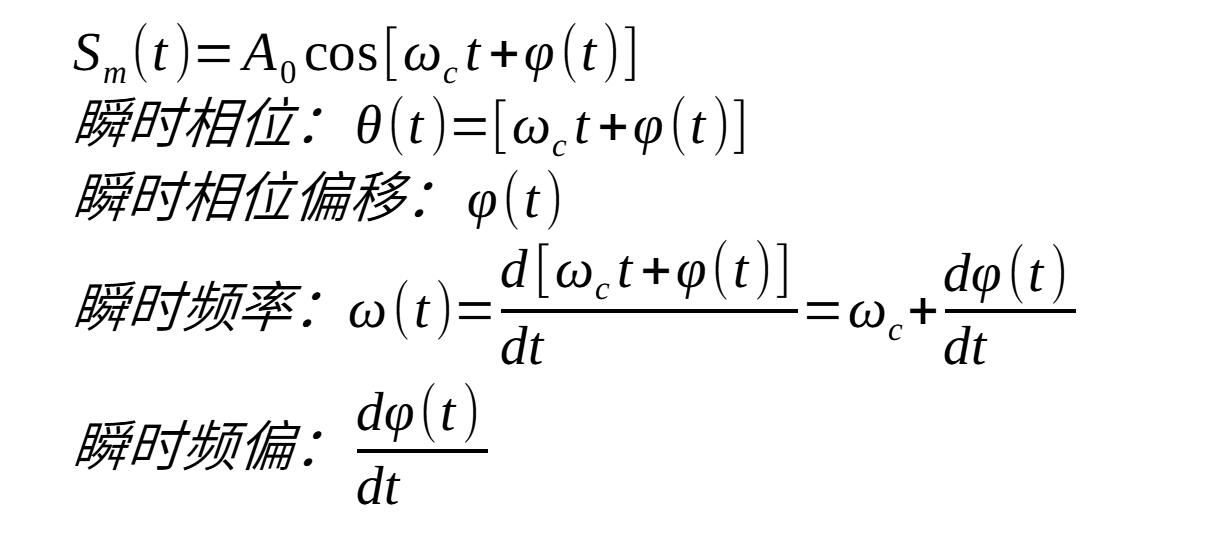 S_m(t)=A_0cos[ω_c t+φ(t)]
瞬时相位：θ(t)=[ω_c t+φ(t)]
瞬时相位偏移：φ(t)
瞬时频率：ω(t)=d[ω_c t+φ(t)]/dt=ω_c+dφ(t)/dt
瞬时频偏：dφ(t)/dt